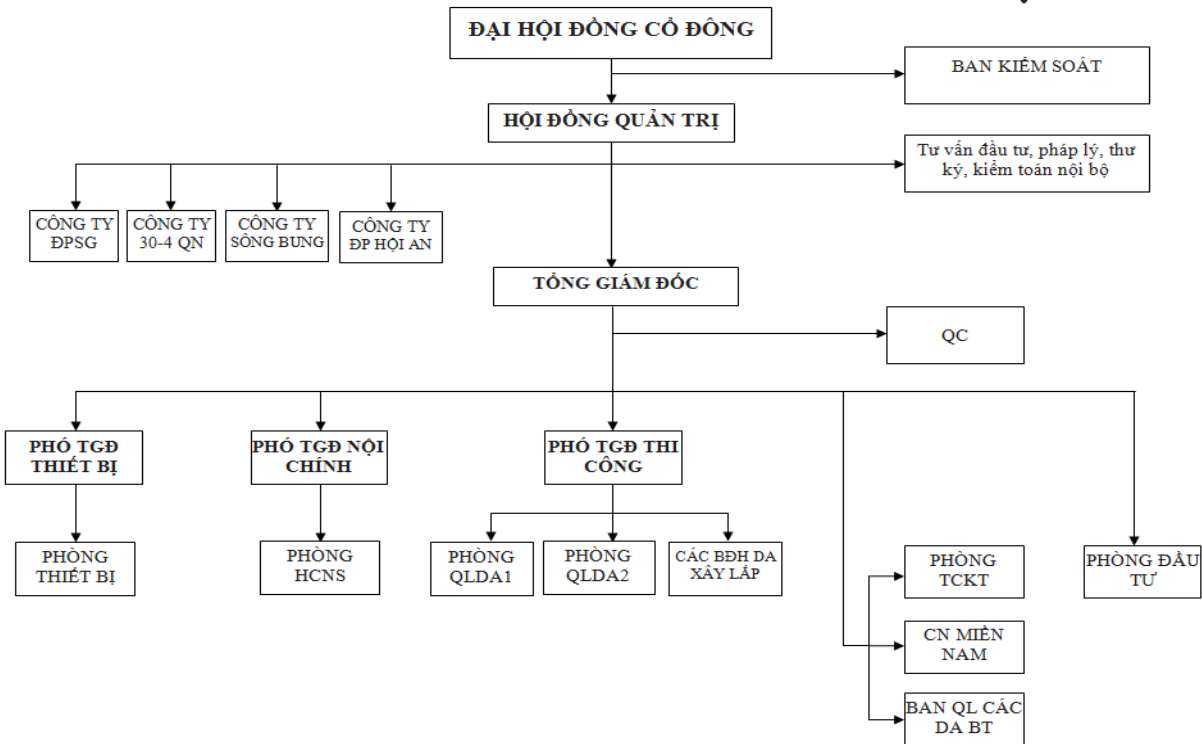 ĐẠI HỘI ĐỒNG CỔ ĐÔNG
BAN KIỂM SOÁT
HỘI ĐỒNG QUẢN TRỊ
Tư vấn đầu tư, pháp lý, thư
ký, kiểm toán nội bộ
CÔNG TY
ĐPSG
CÔNG TY
30-4 QN
CÔNG TY
SÔNG BUNG
CÔNG TY
ĐP HỘI AN
TỔNG GIÁM ĐỐC
QC
PHÓ TGĐ
THIẾT BỊ
PHÓ TGĐ NỘI
CHÍNH
PHÓ TGĐ THI
CÔNG
PHÒNG
THIẾT BỊ
PHÒNG
HCNS
PHÒNG
QLDA1
PHÒNG
QLDA2
CÁC BĐH DA
XÂY LẮP
PHÒNG
TCKT
PHÒNG ĐẦU
TƯ
CN MIỀN
NAM
BAN QL CÁC
DA BT